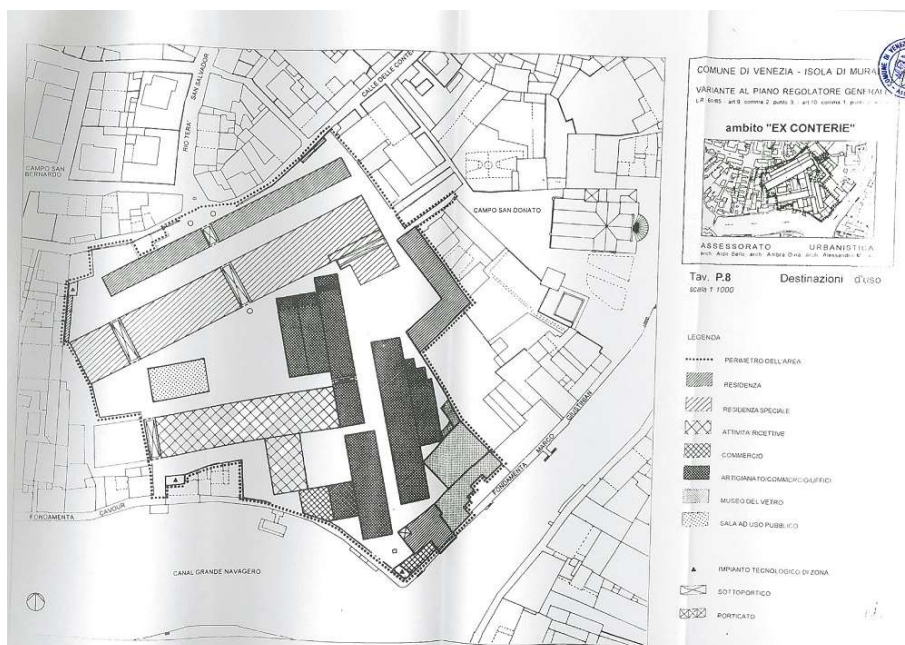 CALLE DELLE CONTERIE
SAN SALVADOR
RIO TERA'
CAMPO SAN
BERNARDO
CAMPO SAN DONATO
FONDAMENTA MARCO GIUSTINIAN
FONDAMENTA CAVOUR
CANAL GRANDE NAVAGERO
COMUNE DI VENEZIA - ISOLA DI MURA
VARIANTE AL PIANO REGOLATORE GENERAL
ambito "EX CONTERIE"
ASSESSORATO URBANISTICA
Tav. P.8 Destinazioni d'uso
scala 1:1000
LEGENDA
PERIMETRO DELL'AREA
RESIDENZA
RESIDENZA SPECIALE
ATTIVITA' RICETTIVE
COMMERCIO
ARTIGIANATO/COMMERCIO/UFFICI
MUSEO DEL VETRO
SALA AD USO PUBBLICO
IMPIANTO TECNOLOGICO DI ZONA
SOTTOPORTICO
PORTICATO